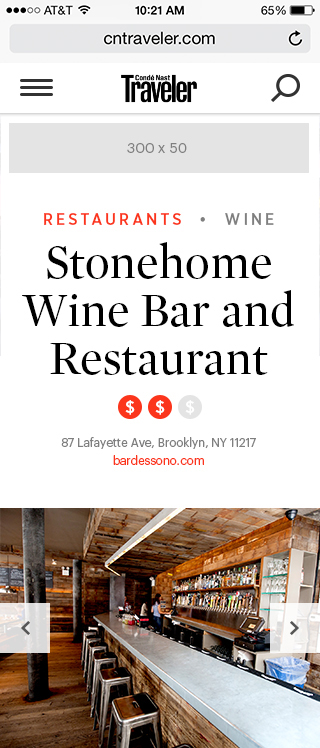 AT&T 10:21 AM 65%
cntraveler.com
Condé Nast
Traveler
300 x 50
RESTAURANTS • WINE
Stonehome
Wine Bar and
Restaurant
$ $ $
87 Lafayette Ave, Brooklyn, NY 11217
bardessono.com